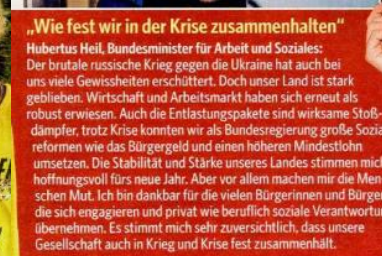 „Wie fest wir in der Krise zusammenhalten“
Hubertus Heil, Bundesminister für Arbeit und Soziales:
Der brutale russische Krieg gegen die Ukraine hat auch bei
uns viele Gewissheiten erschüttert. Doch unser Land ist stark
geblieben. Wirtschaft und Arbeitsmarkt haben sich erneut als
robust erwiesen. Auch die Entlastungspakete sind wirksame Stoß-
dämpfer, trotz Krise konnten wir als Bundesregierung große Sozial
reformen wie das Bürgergeld und einen höheren Mindestlohn
umsetzen. Die Stabilität und Stärke unseres Landes stimmen mich
hoffnungsvoll fürs neue Jahr. Aber vor allem machen mir die Men-
schen Mut. Ich bin dankbar für die vielen Bürgerinnen und Bürger
die sich engagieren und privat wie beruflich soziale Verantwortu
übernehmen. Es stimmt mich sehr zuversichtlich, dass unsere
Gesellschaft auch in Krieg und Krise fest zusammenhält.